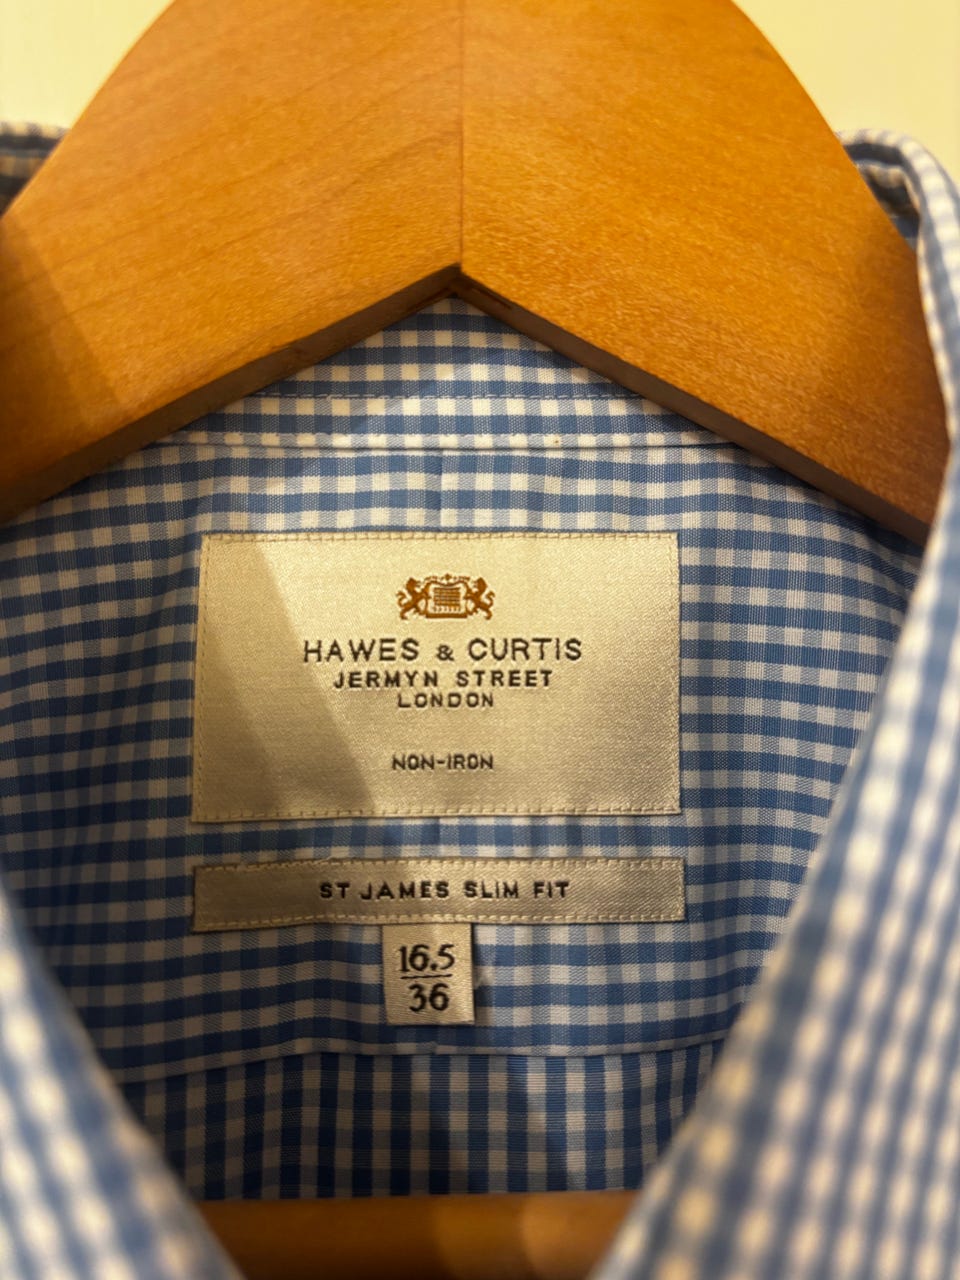 HAWES & CURTIS
JERMYN STREET
LONDON
NON-IRON
ST JAMES SLIM FIT
16.5
36